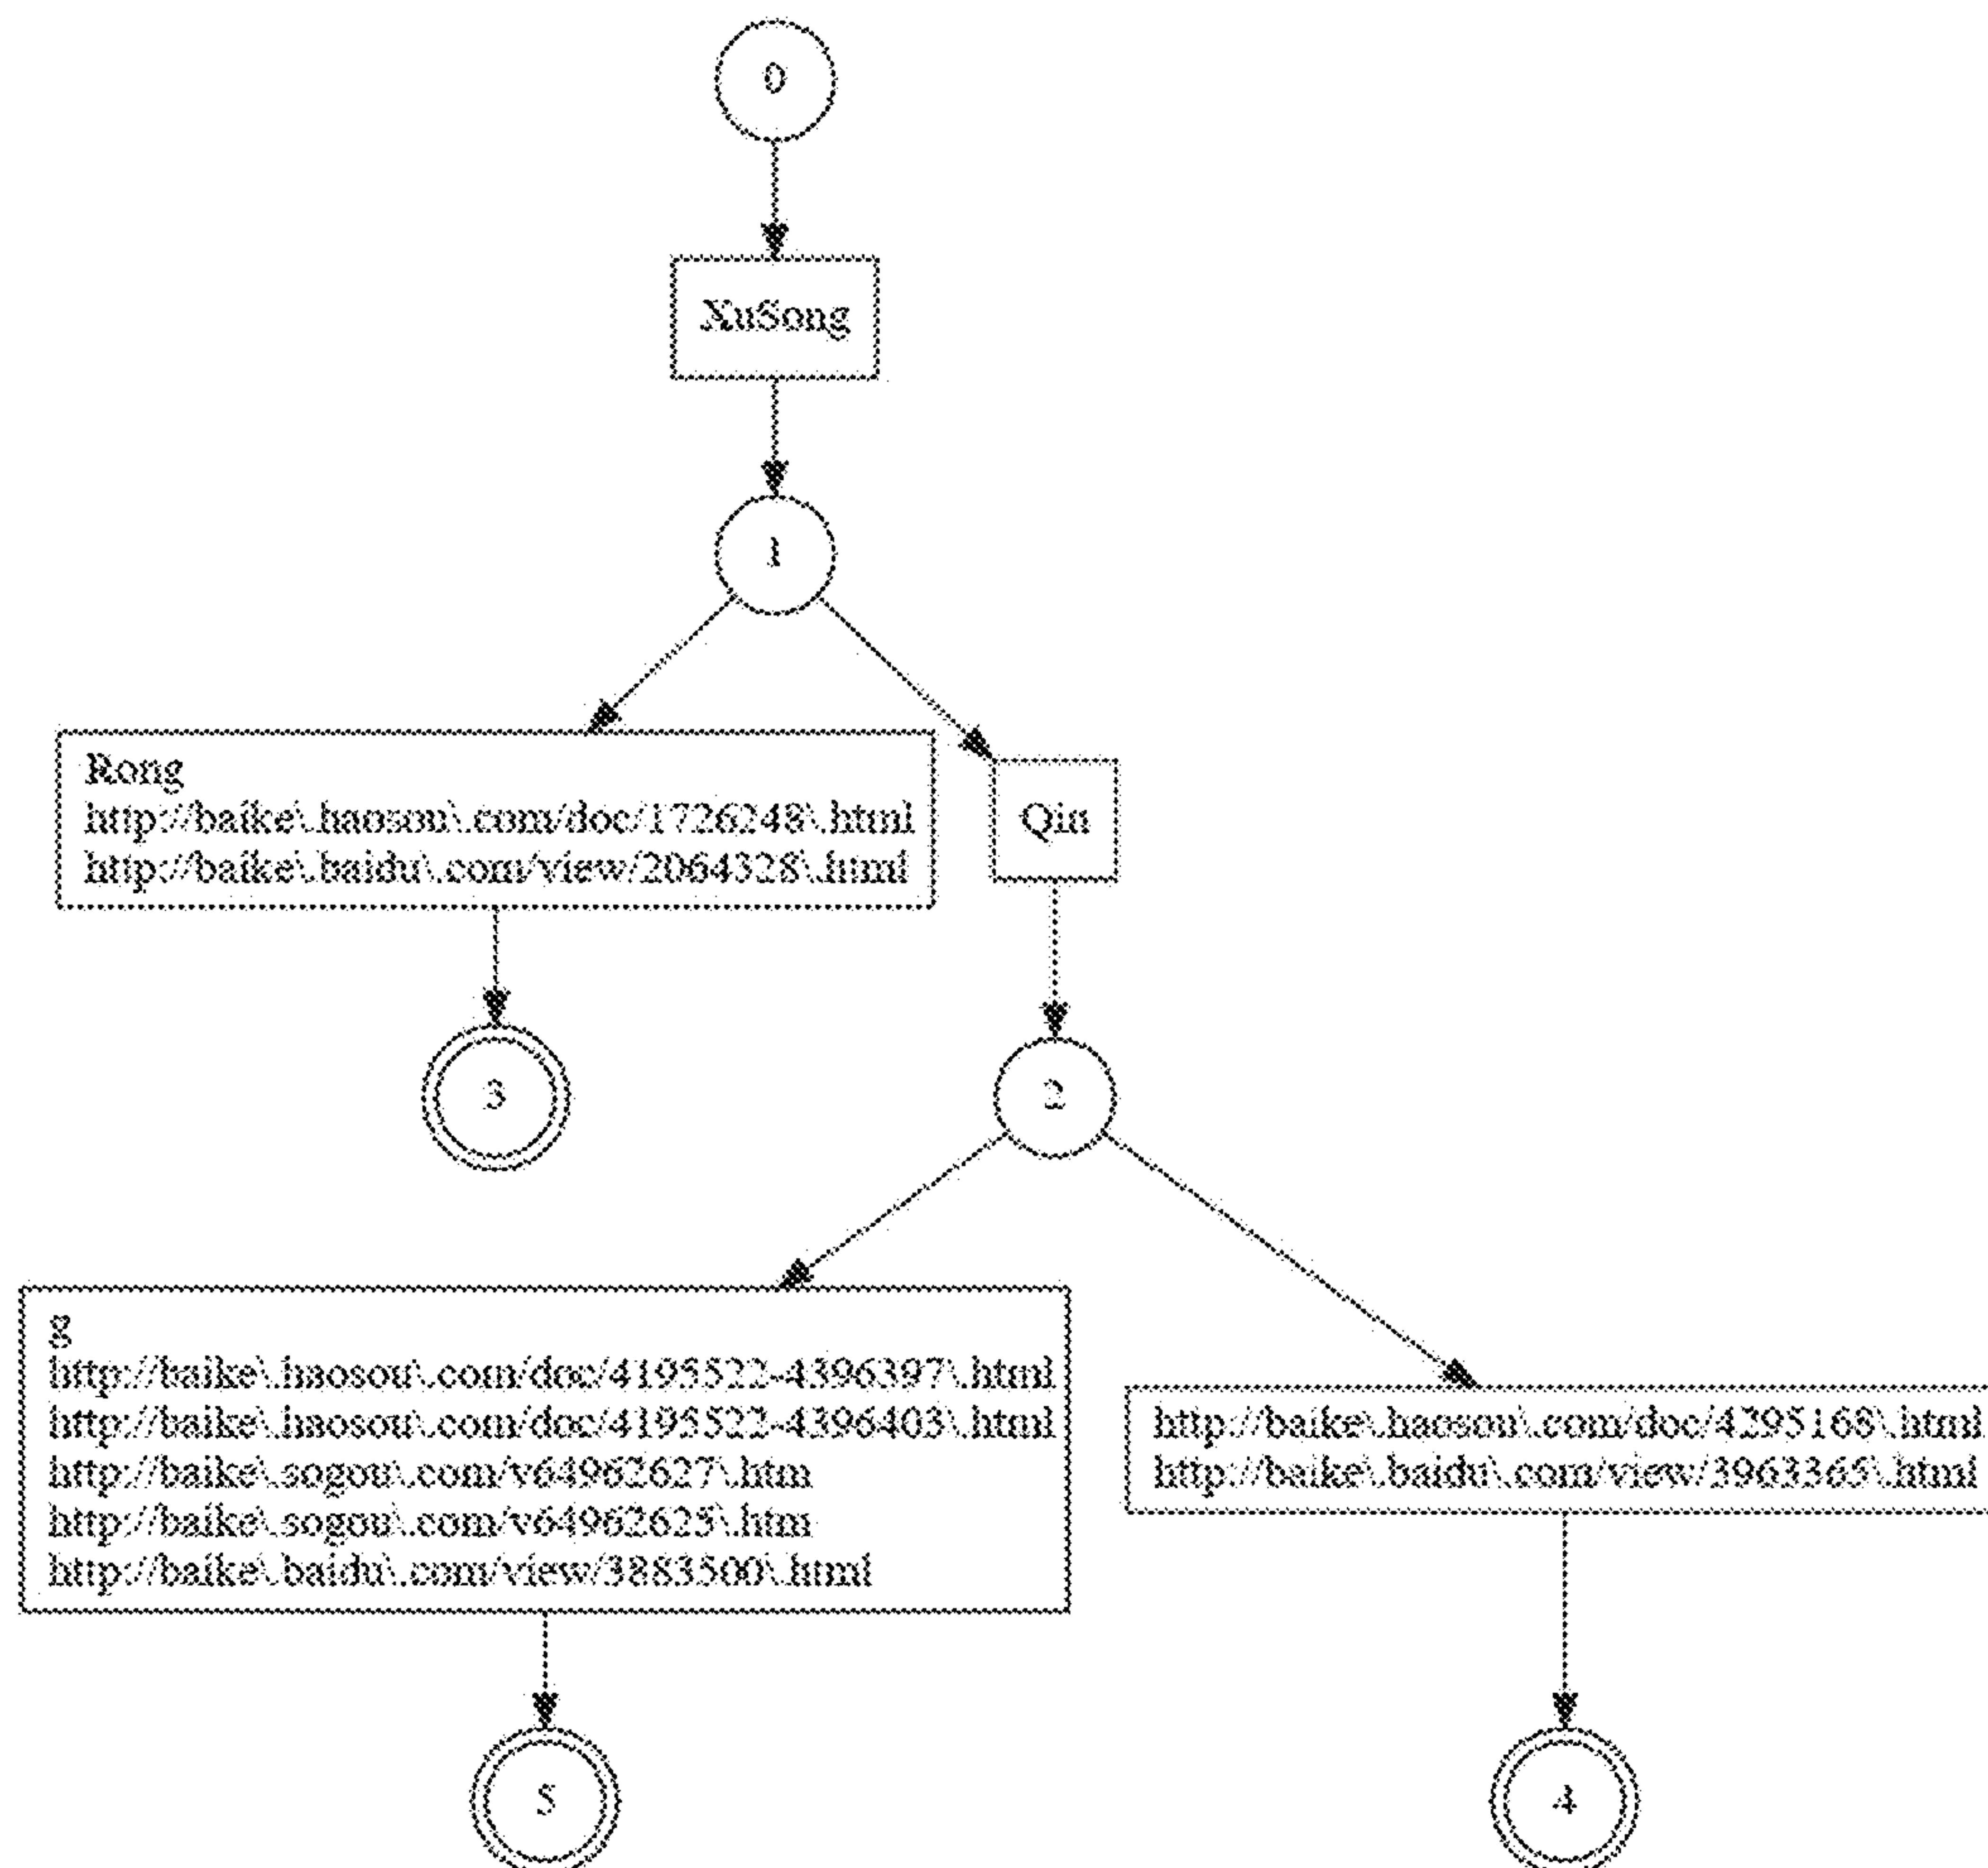 0
XuSong
1
Rong
http://baike\.haosou\.com/doc/1726248\.html
http://baike\.baidu\.com/view/2064328\.html
Qin
3
2
g
http://baike\.haosou\.com/doc/4195522-4396397\.html
http://baike\.haosou\.com/doc/4195522-4396403\.html
http://baike\.sogou\.com/v64962627\.htm
http://baike\.sogou\.com/v64962625\.htm
http://baike\.baidu\.com/view/3883500\.html
http://baike\.haosou\.com/doc/4295168\.html
http://baike\.baidu\.com/view/3963365\.html
5
4